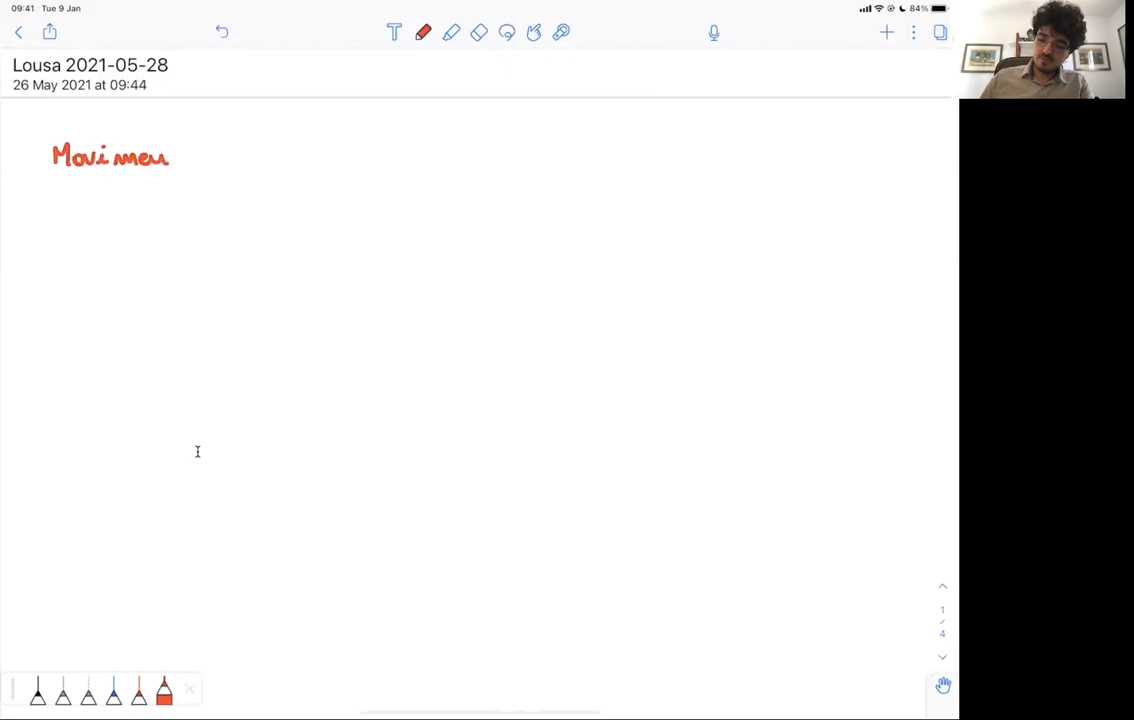 09:41 Tue 9 Jan 84%
T
Lousa 2021-05-28
26 May 2021 at 09:44
Movimen
1
/
4